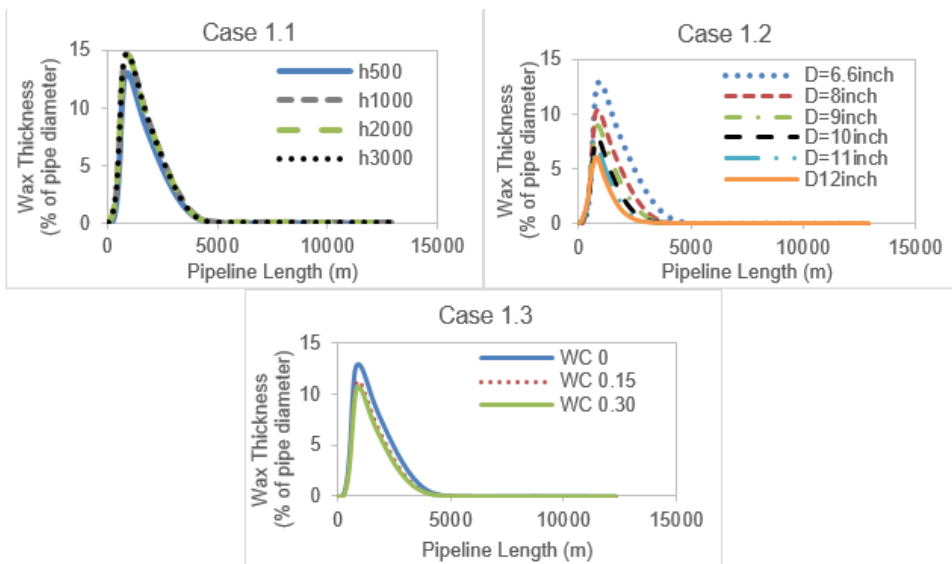 Case 1.1
Wax Thickness
(% of pipe diameter)
15
10
5
0
h500
h1000
h2000
h3000
0 5000 10000 15000
Pipeline Length (m)
Case 1.2
Wax Thickness
(% of pipe diameter)
15
10
5
0
D=6.6inch
D=8inch
D=9inch
D=10inch
D=11inch
D12inch
0 5000 10000 15000
Pipeline Length (m)
Case 1.3
Wax Thickness
(% of pipe diameter)
15
10
5
0
WC 0
WC 0.15
WC 0.30
0 5000 10000 15000
Pipeline Length (m)